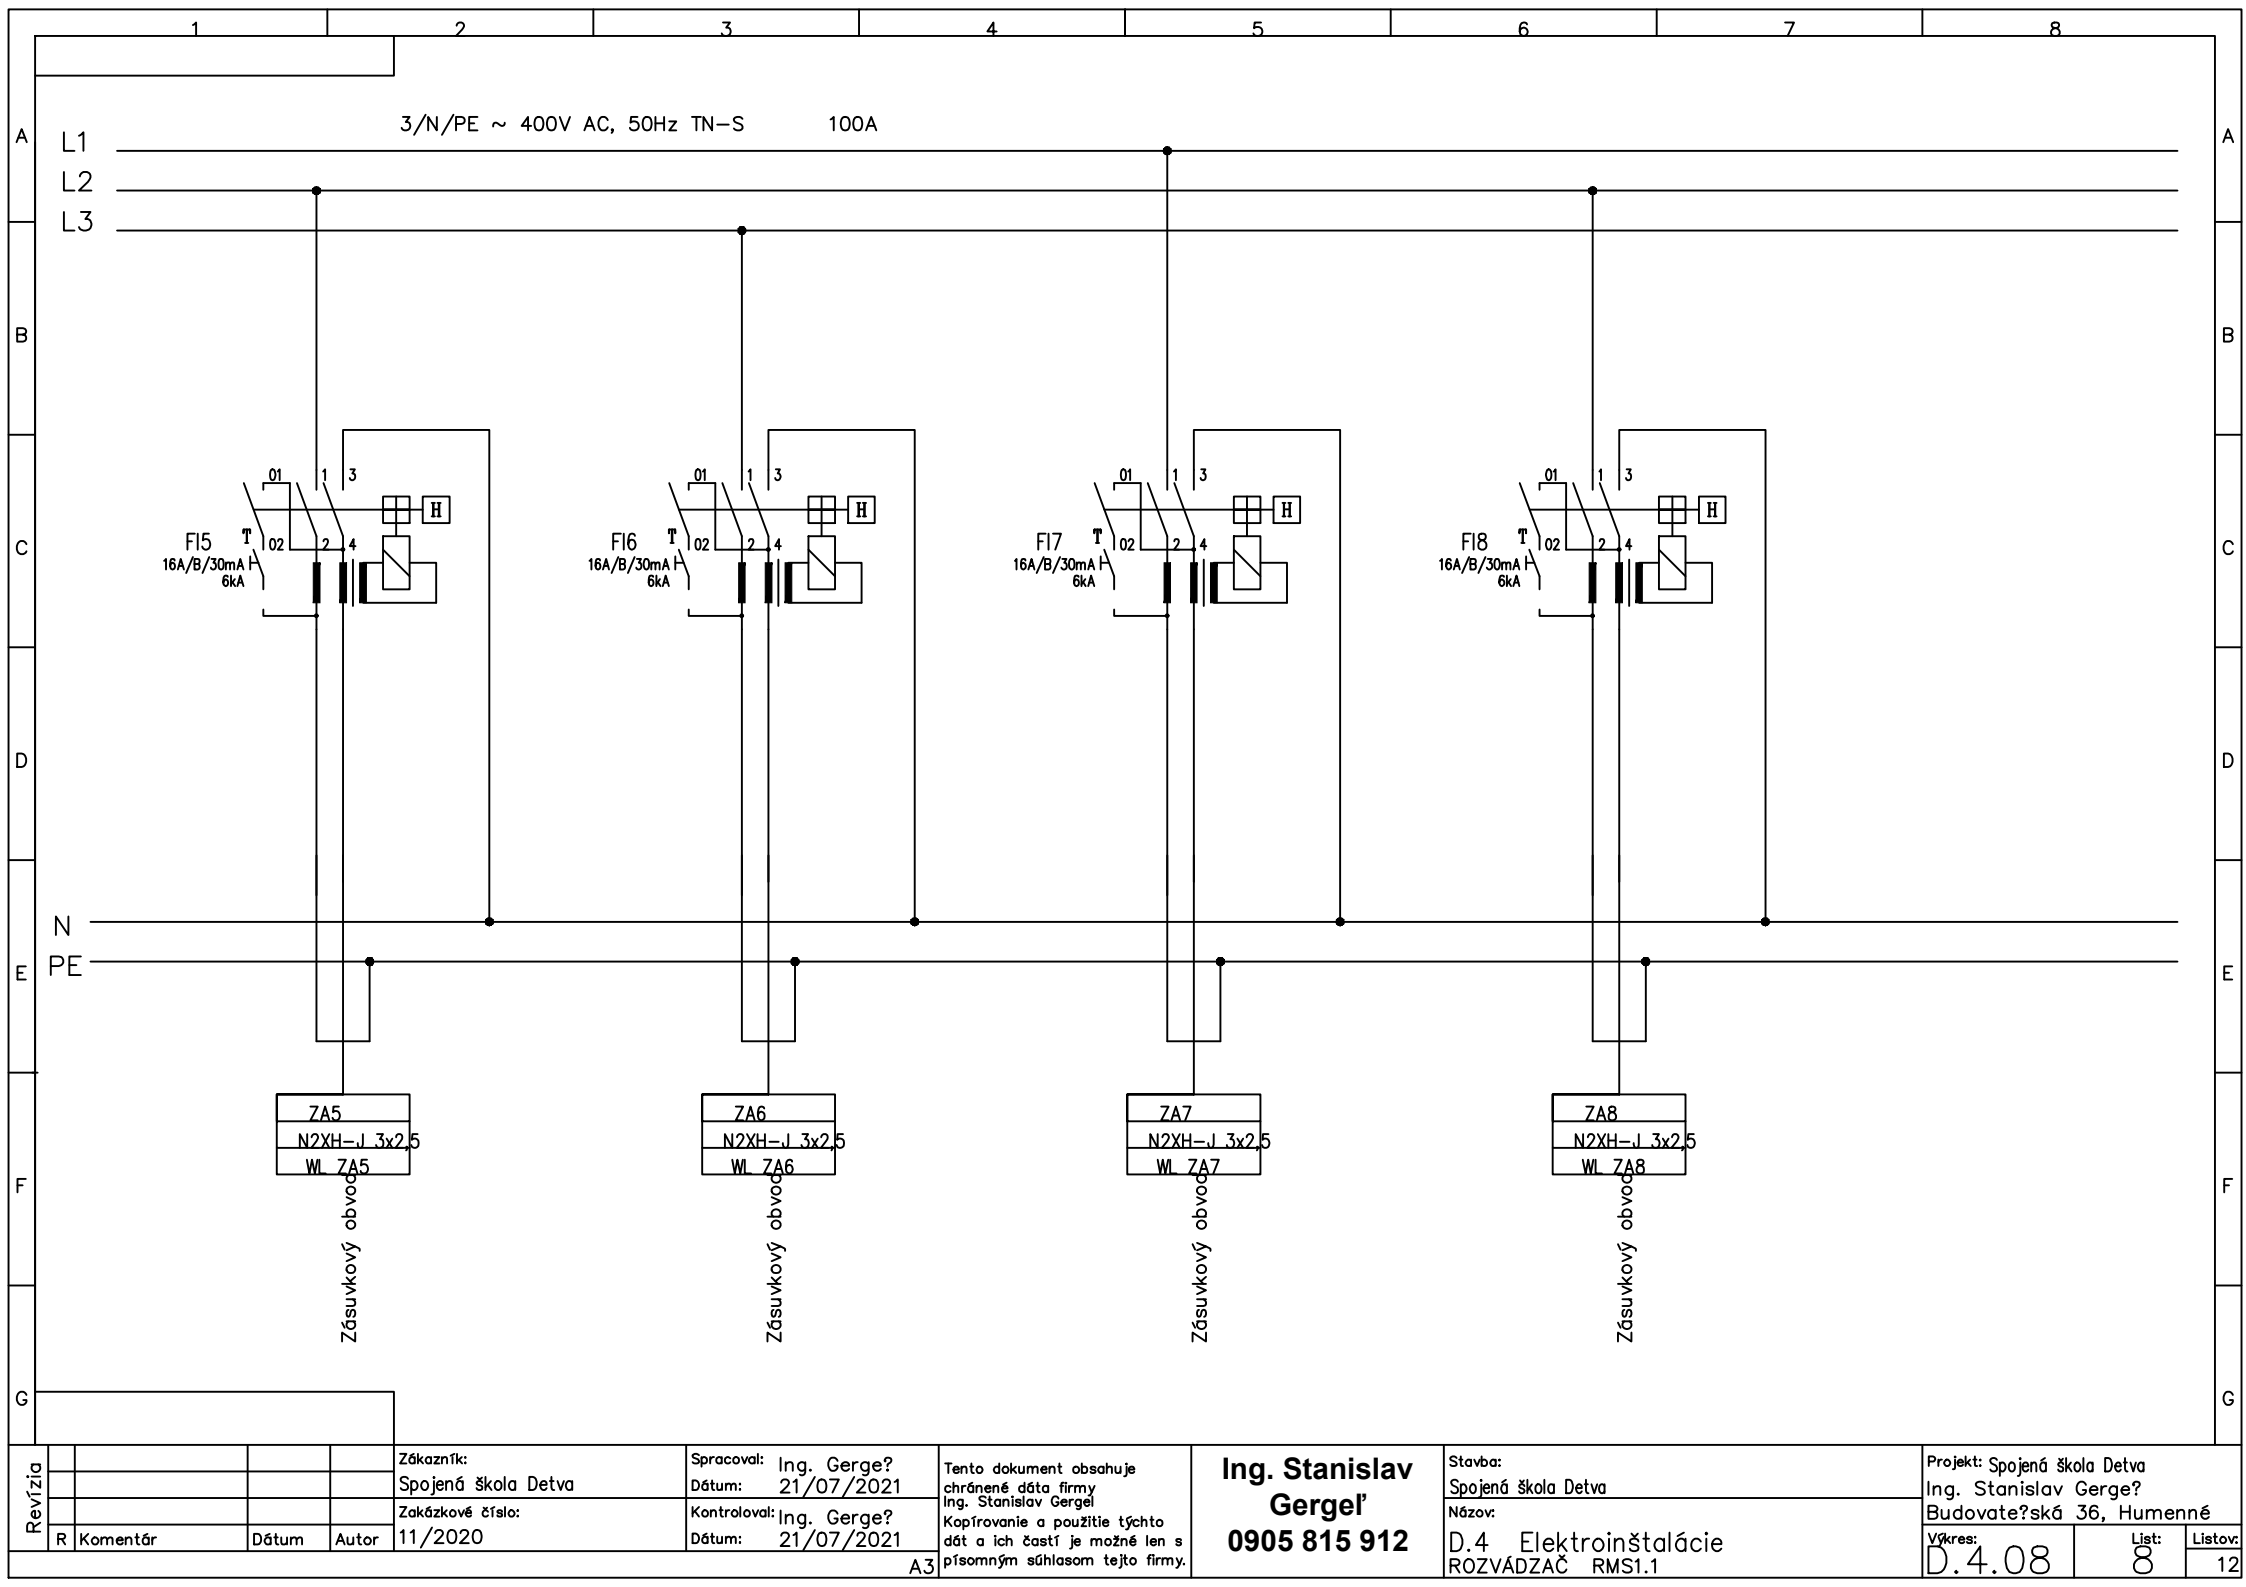 1 2 3 4 5 6 7 8
A A
3/N/PE ~ 400V AC, 50Hz TN-S 100A
L1
L2
L3
B B
C C
01 1 3 H
T 02 2 4
FI5
16A/B/30mA
6kA
01 1 3 H
T 02 2 4
FI6
16A/B/30mA
6kA
01 1 3 H
T 02 2 4
FI7
16A/B/30mA
6kA
01 1 3 H
T 02 2 4
FI8
16A/B/30mA
6kA
D D
N
PE
E E
ZA5
N2XH-J 3x2,5
WL ZA5
Zásuvkový obvod
ZA6
N2XH-J 3x2,5
WL ZA6
Zásuvkový obvod
ZA7
N2XH-J 3x2,5
WL ZA7
Zásuvkový obvod
ZA8
N2XH-J 3x2,5
WL ZA8
Zásuvkový obvod
F F
G G
Revízia
R Komentár Dátum Autor
Zákazník:
Spojená škola Detva
Zakázkové číslo:
11/2020
Spracoval: Ing. Gerge?
Dátum: 21/07/2021
Kontroloval: Ing. Gerge?
Dátum: 21/07/2021
A3
Tento dokument obsahuje
chránené dáta firmy
Ing. Stanislav Gergel
Kopírovanie a použitie týchto
dát a ich častí je možné len s
písomným súhlasom tejto firmy.
Ing. Stanislav
Gergeľ
0905 815 912
Stavba:
Spojená škola Detva
Názov:
D.4 Elektroinštalácie
ROZVÁDZAČ RMS1.1
Projekt: Spojená škola Detva
Ing. Stanislav Gerge?
Budovate?ská 36, Humenné
Výkres: List: Listov:
D.4.08 8 12